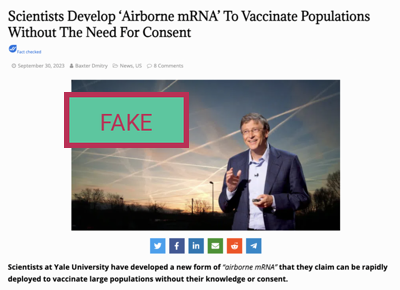 Scientists Develop ‘Airborne mRNA’ To Vaccinate Populations
Without The Need For Consent
Fact checked
September 30, 2023 Baxter Dmitry News, US 8 Comments
FAKE
Scientists at Yale University have developed a new form of “airborne mRNA” that they claim can be rapidly
deployed to vaccinate large populations without their knowledge or consent.